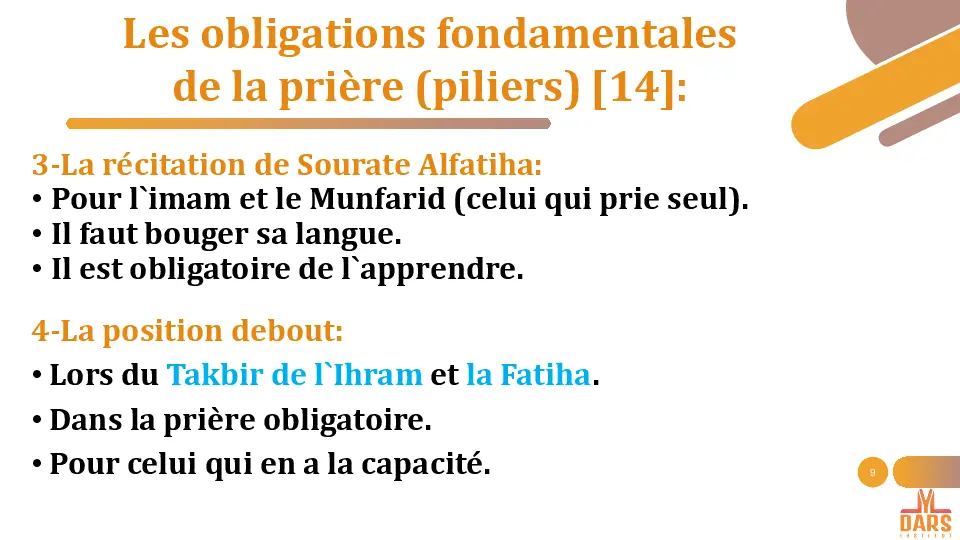 Les obligations fondamentales
de la prière (piliers) [14]:
3-La récitation de Sourate Alfatiha:
• Pour l`imam et le Munfarid (celui qui prie seul).
• Il faut bouger sa langue.
• Il est obligatoire de l`apprendre.
4-La position debout:
• Lors du Takbir de l`Ihram et la Fatiha.
• Dans la prière obligatoire.
• Pour celui qui en a la capacité.
9
DARS
INSTITUT